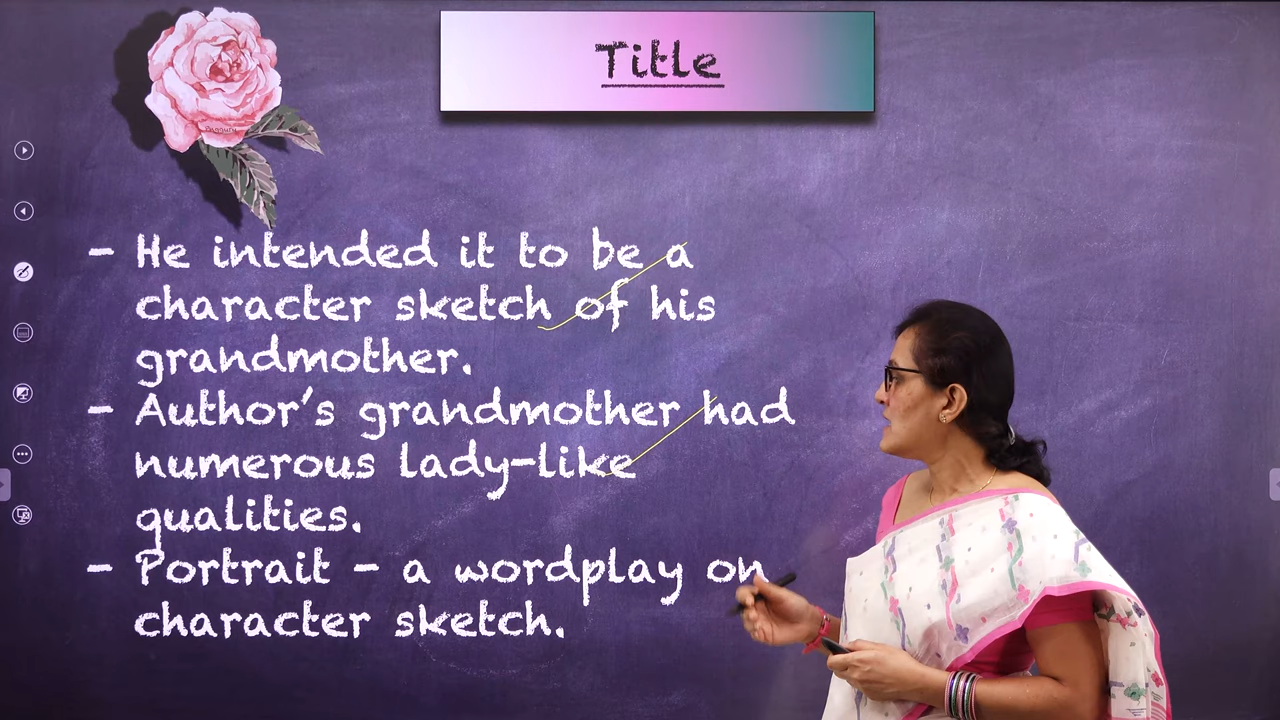 Title
- He intended it to be a
character sketch of his
grandmother.
- Author's grandmother had
numerous lady-like
qualities.
- Portrait - a wordplay on
character sketch.